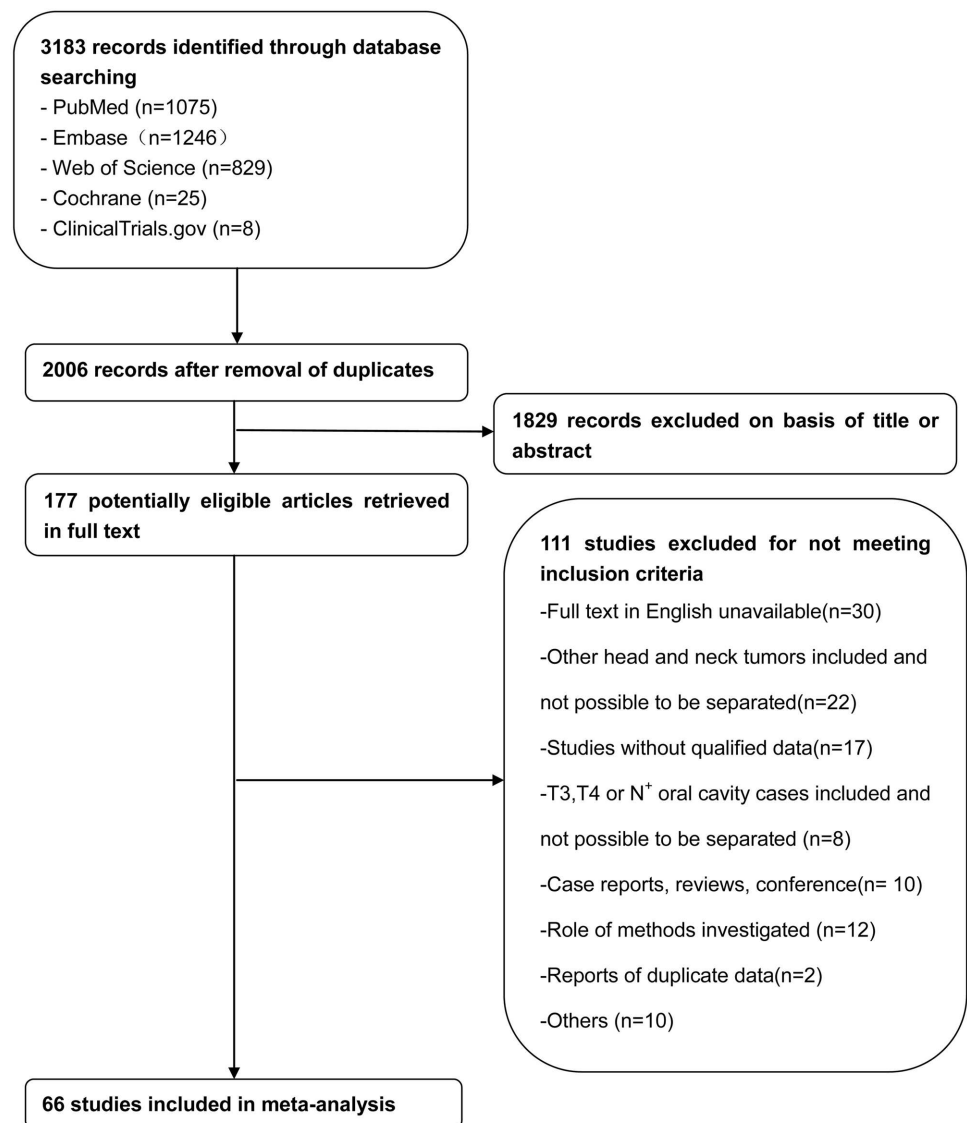 3183 records identified through database
searching
- PubMed (n=1075)
- Embase（n=1246）
- Web of Science (n=829)
- Cochrane (n=25)
- ClinicalTrials.gov (n=8)
2006 records after removal of duplicates
1829 records excluded on basis of title or
abstract
177 potentially eligible articles retrieved
in full text
111 studies excluded for not meeting
inclusion criteria
-Full text in English unavailable(n=30)
-Other head and neck tumors included and
not possible to be separated(n=22)
-Studies without qualified data(n=17)
-T3,T4 or N⁺ oral cavity cases included and
not possible to be separated (n=8)
-Case reports, reviews, conference(n= 10)
-Role of methods investigated (n=12)
-Reports of duplicate data(n=2)
-Others (n=10)
66 studies included in meta-analysis